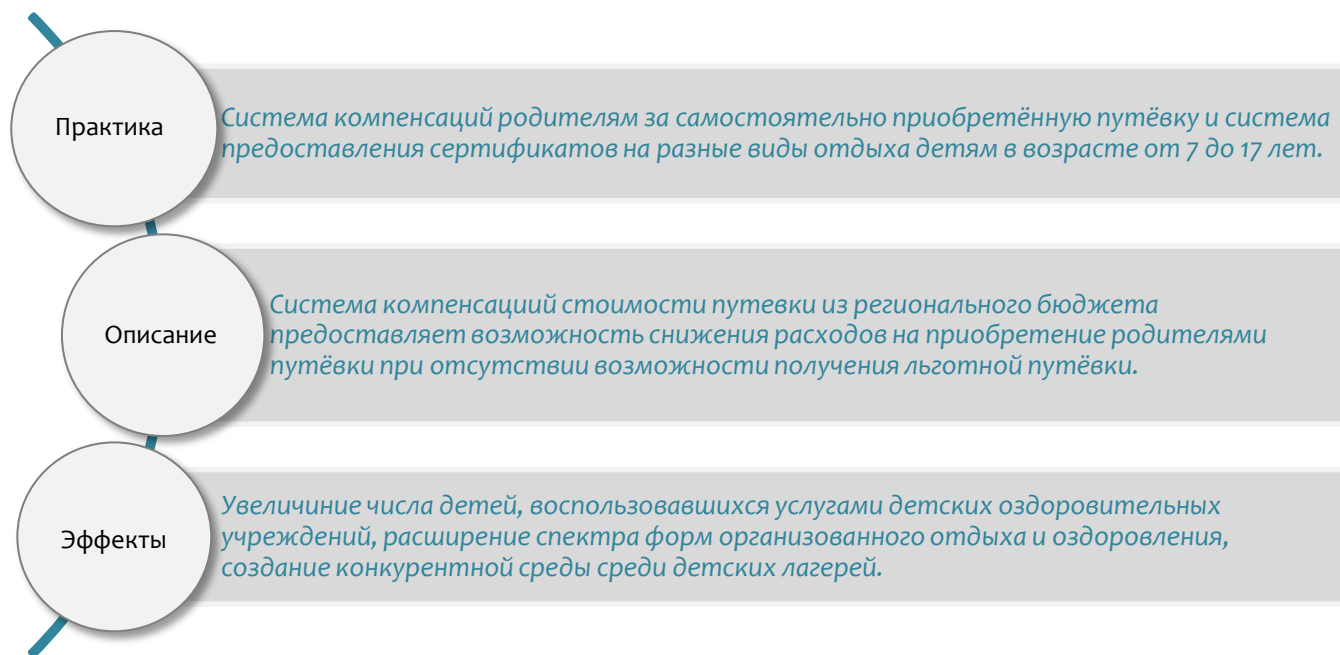 Практика
Система компенсаций родителям за самостоятельно приобретённую путёвку и система
предоставления сертификатов на разные виды отдыха детям в возрасте от 7 до 17 лет.
Описание
Система компенсациий стоимости путевки из регионального бюджета
предоставляет возможность снижения расходов на приобретение родителями
путёвки при отсутствии возможности получения льготной путёвки.
Эффекты
Увеличиние числа детей, воспользовавшихся услугами детских оздоровительных
учреждений, расширение спектра форм организованного отдыха и оздоровления,
создание конкурентной среды среди детских лагерей.